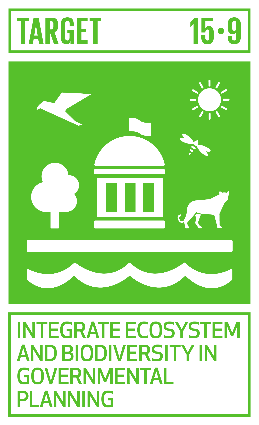 TARGET 15·9
INTEGRATE ECOSYSTEM
AND BIODIVERSITY IN
GOVERNMENTAL
PLANNING